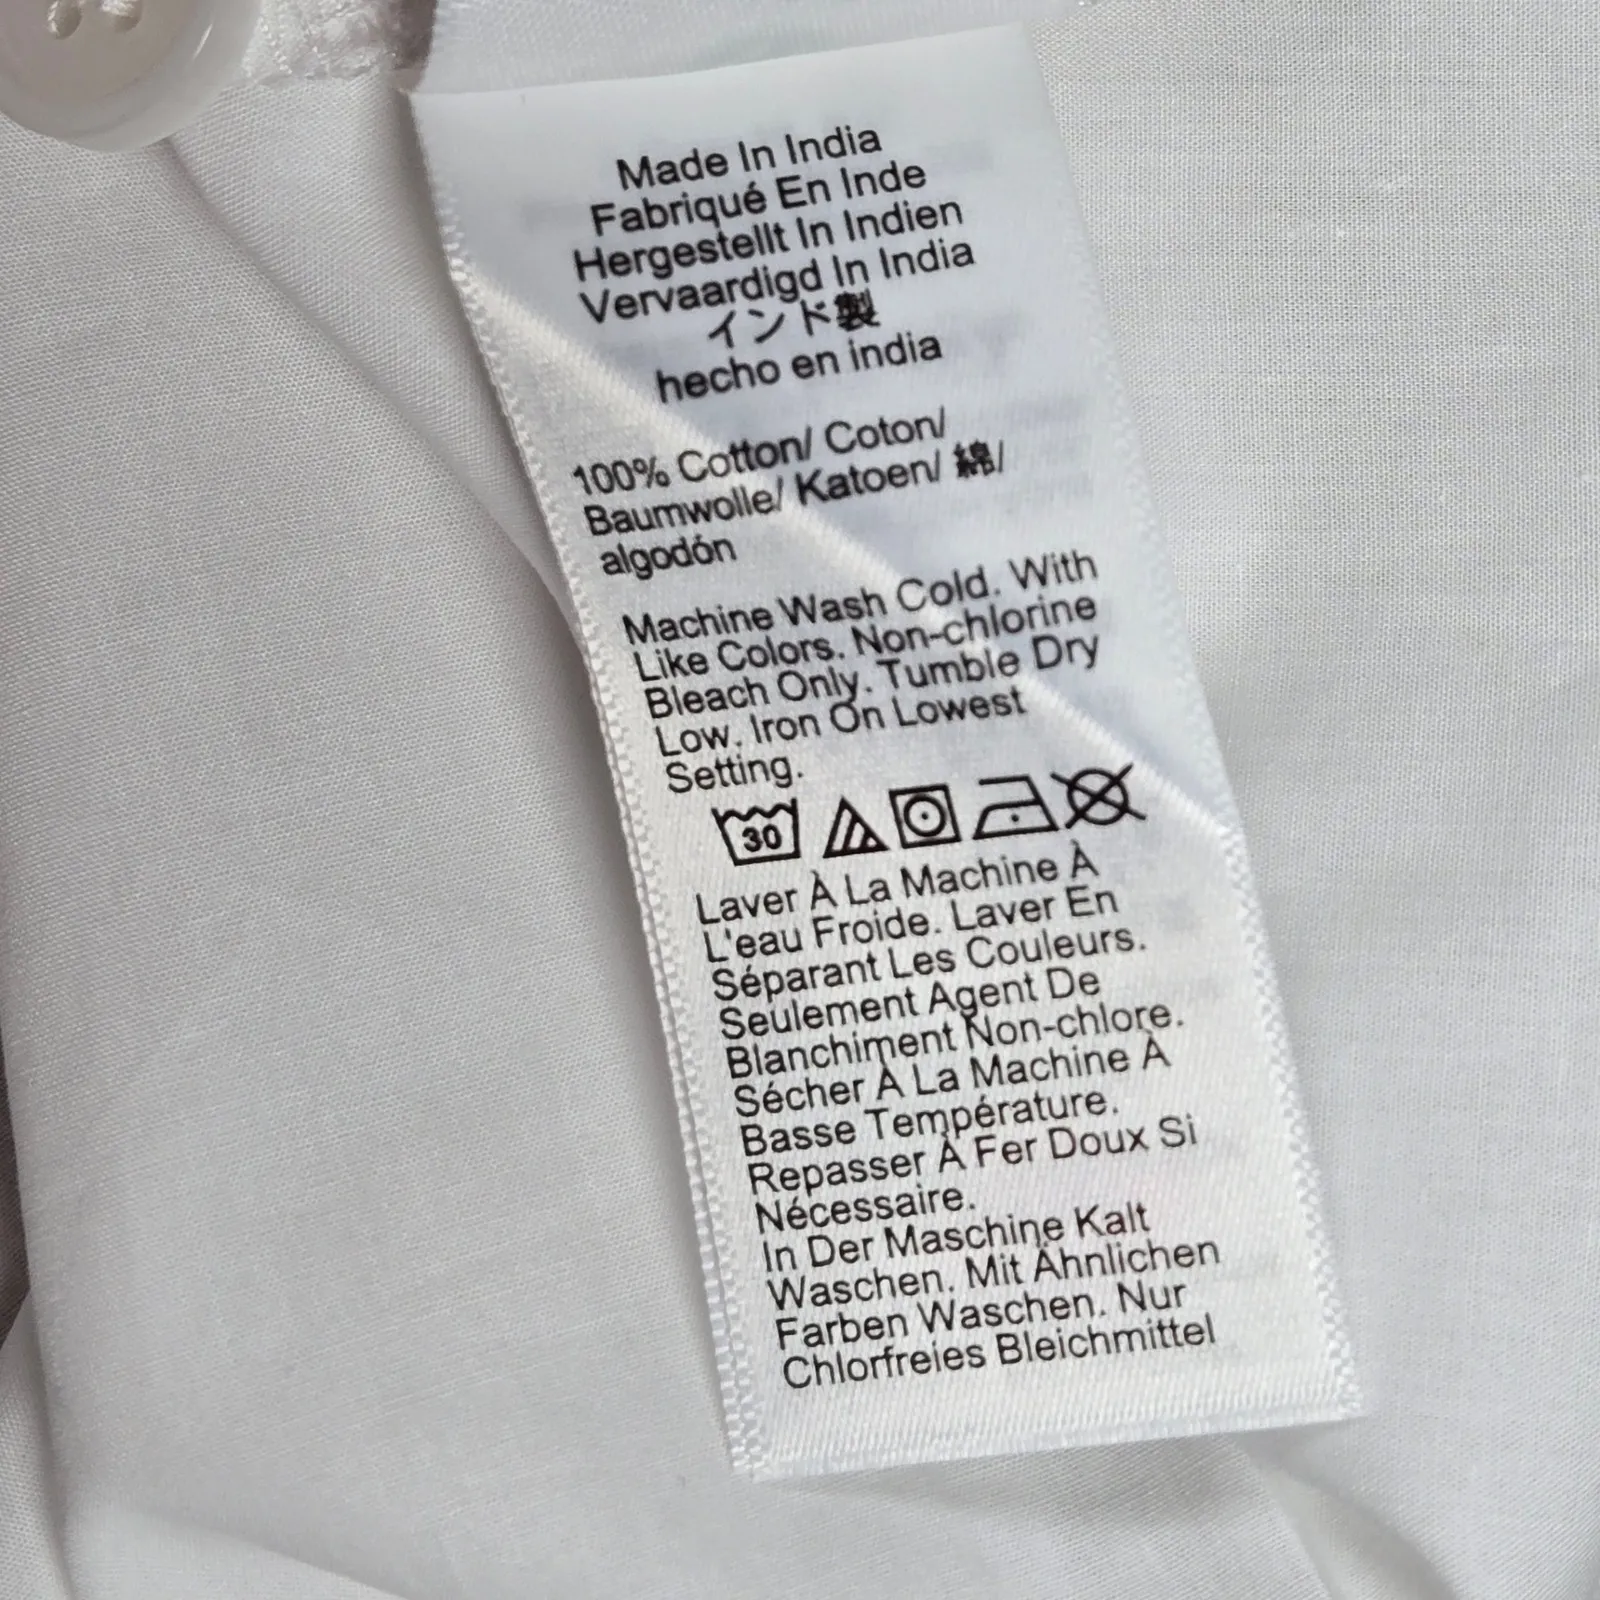 Made In India
Fabriqué En Inde
Hergestellt In Indien
Vervaardigd In India
インド製
hecho en india
100% Cotton/ Coton/
Baumwolle/ Katoen/ 綿/
algodón
Machine Wash Cold. With
Like Colors. Non-chlorine
Bleach Only. Tumble Dry
Low. Iron On Lowest
Setting.
30
Laver À La Machine À
L'eau Froide. Laver En
Séparant Les Couleurs.
Seulement Agent De
Blanchiment Non-chlore.
Sécher À La Machine À
Basse Température.
Repasser À Fer Doux Si
Nécessaire.
In Der Maschine Kalt
Waschen. Mit Ähnlichen
Farben Waschen. Nur
Chlorfreies Bleichmittel